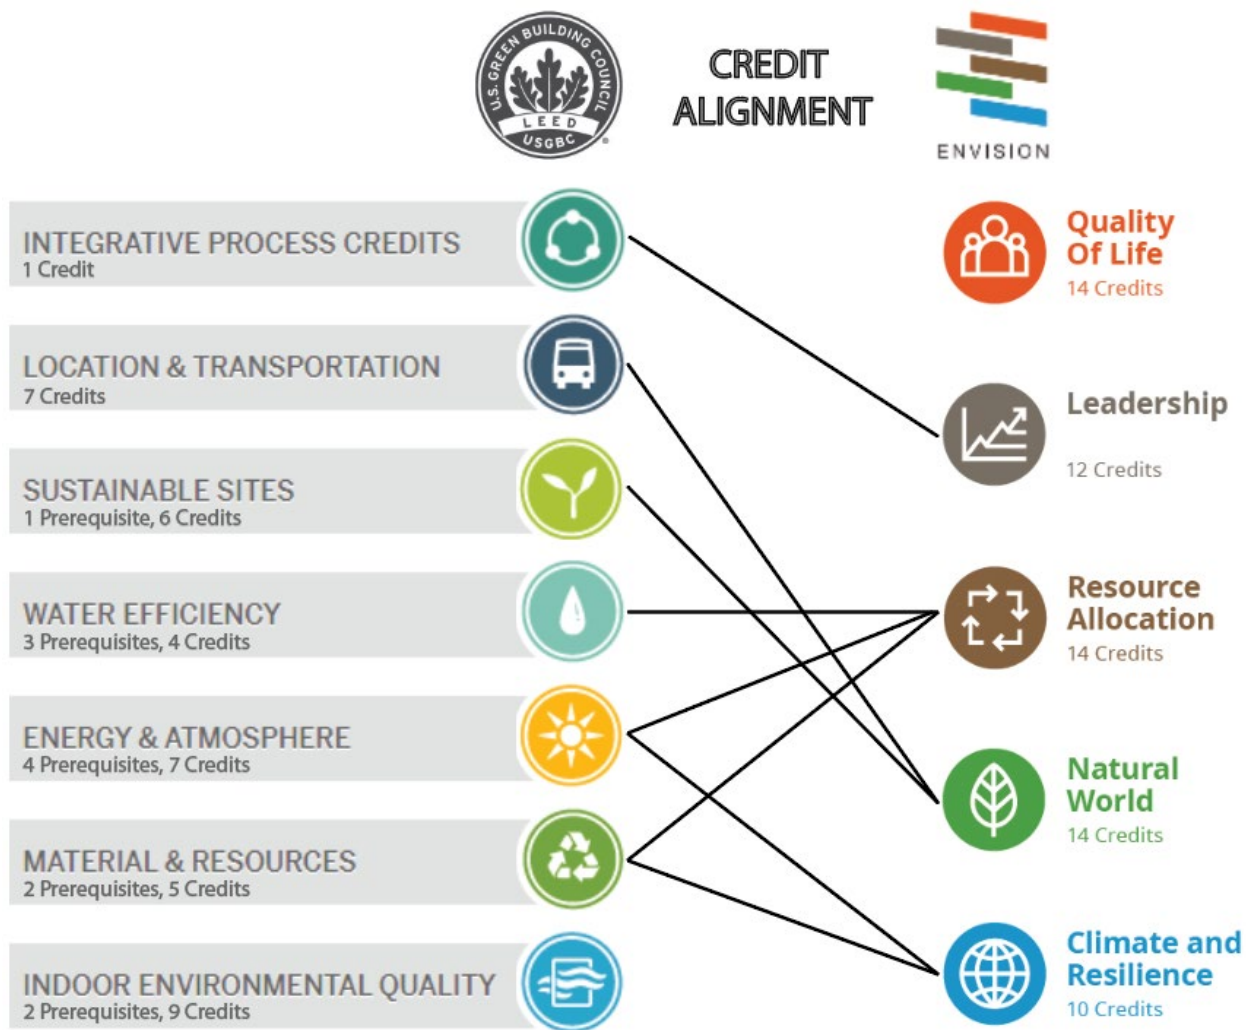 U.S. GREEN BUILDING COUNCIL
LEED
USGBC
®
CREDIT
ALIGNMENT
ENVISION
INTEGRATIVE PROCESS CREDITS
1 Credit
LOCATION & TRANSPORTATION
7 Credits
SUSTAINABLE SITES
1 Prerequisite, 6 Credits
WATER EFFICIENCY
3 Prerequisites, 4 Credits
ENERGY & ATMOSPHERE
4 Prerequisites, 7 Credits
MATERIAL & RESOURCES
2 Prerequisites, 5 Credits
INDOOR ENVIRONMENTAL QUALITY
2 Prerequisites, 9 Credits
Quality
Of Life
14 Credits
Leadership
12 Credits
Resource
Allocation
14 Credits
Natural
World
14 Credits
Climate and
Resilience
10 Credits